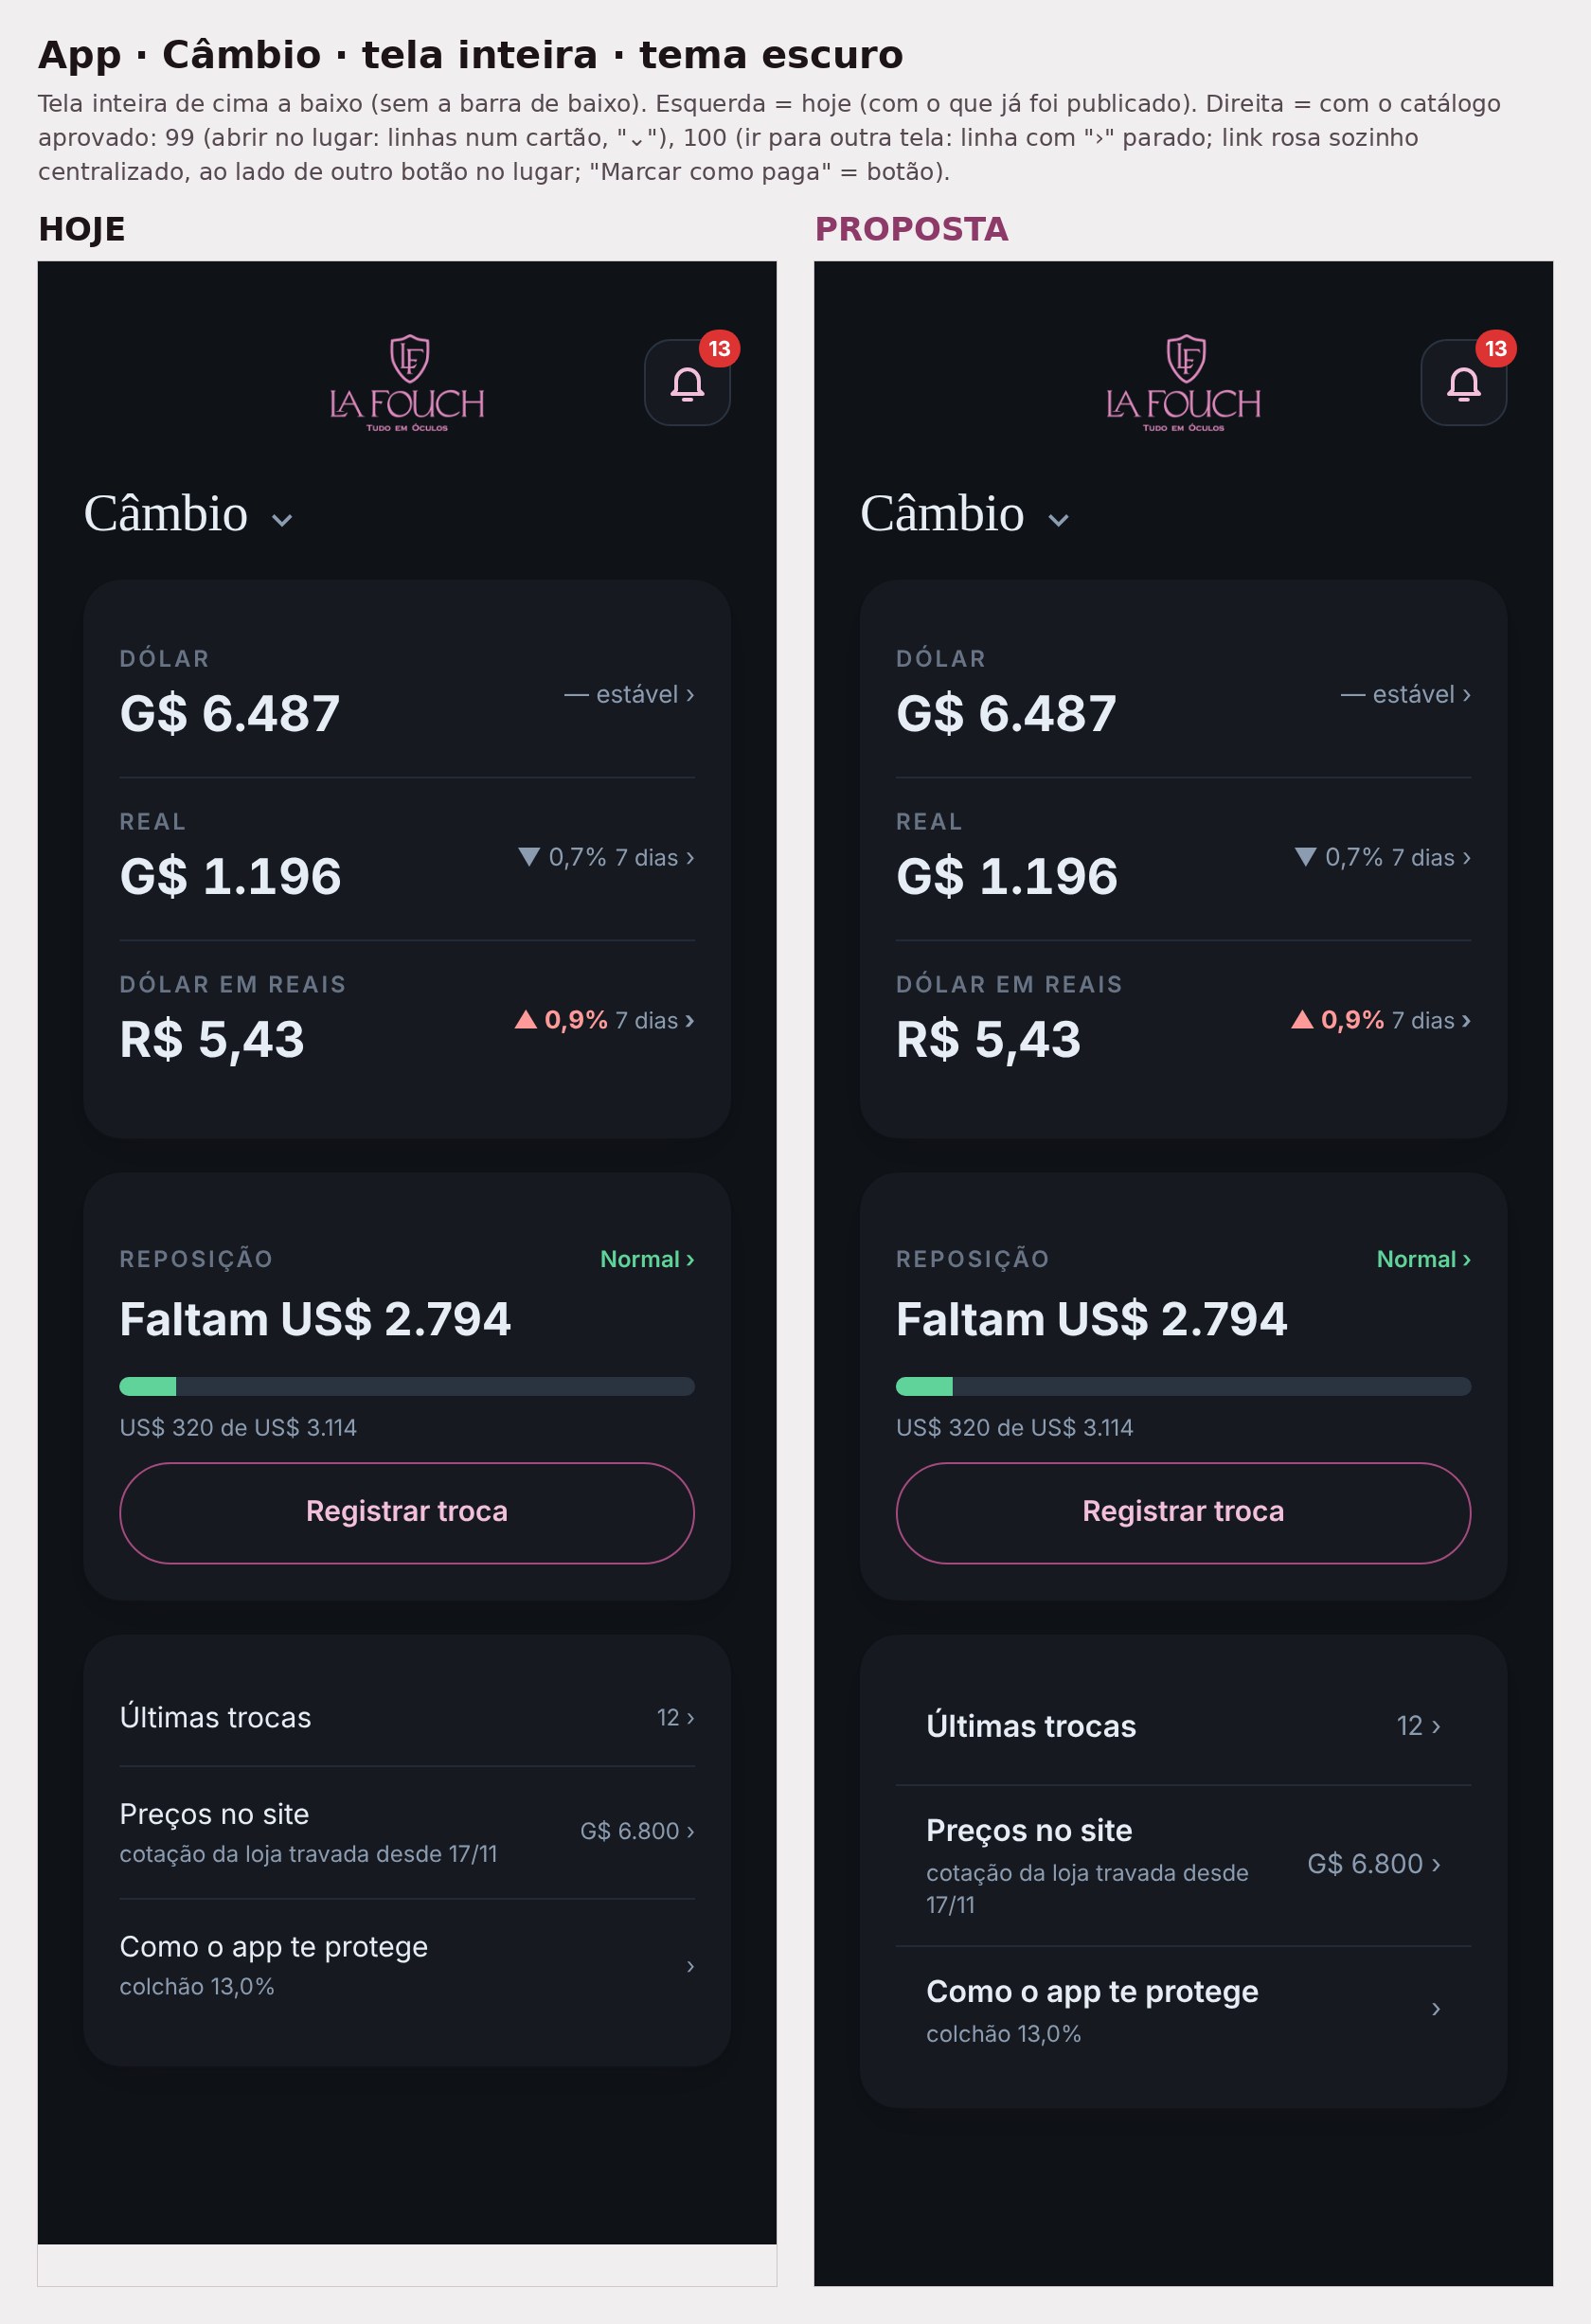 App · Câmbio · tela inteira · tema escuro
Tela inteira de cima a baixo (sem a barra de baixo). Esquerda = hoje (com o que já foi publicado). Direita = com o catálogo
aprovado: 99 (abrir no lugar: linhas num cartão, "⌄"), 100 (ir para outra tela: linha com "›" parado; link rosa sozinho
centralizado, ao lado de outro botão no lugar; "Marcar como paga" = botão).
HOJE
LF
LA FOUCH
TUDO EM ÓCULOS
13
Câmbio ⌄
DÓLAR
G$ 6.487
— estável ›
REAL
G$ 1.196
▼ 0,7% 7 dias ›
DÓLAR EM REAIS
R$ 5,43
▲ 0,9% 7 dias ›
REPOSIÇÃO
Normal ›
Faltam US$ 2.794
US$ 320 de US$ 3.114
Registrar troca
Últimas trocas
12 ›
Preços no site
cotação da loja travada desde 17/11
G$ 6.800 ›
Como o app te protege
colchão 13,0%
›
PROPOSTA
LF
LA FOUCH
TUDO EM ÓCULOS
13
Câmbio ⌄
DÓLAR
G$ 6.487
— estável ›
REAL
G$ 1.196
▼ 0,7% 7 dias ›
DÓLAR EM REAIS
R$ 5,43
▲ 0,9% 7 dias ›
REPOSIÇÃO
Normal ›
Faltam US$ 2.794
US$ 320 de US$ 3.114
Registrar troca
Últimas trocas
12 ›
Preços no site
cotação da loja travada desde
17/11
G$ 6.800 ›
Como o app te protege
colchão 13,0%
›